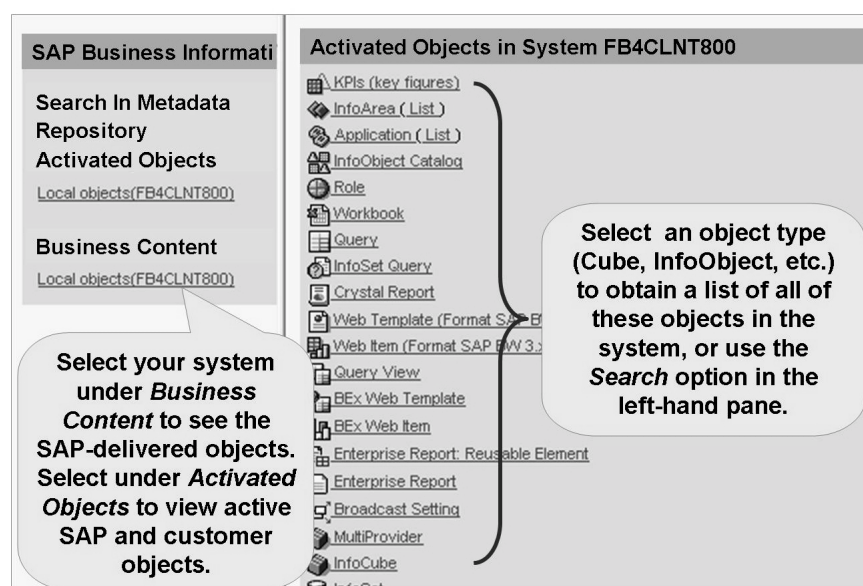 SAP Business Informati
Search In Metadata
Repository
Activated Objects
Local objects(FB4CLNT800)
Business Content
Local objects(FB4CLNT800)
Select your system
under Business
Content to see the
SAP-delivered objects.
Select under Activated
Objects to view active
SAP and customer
objects.
Activated Objects in System FB4CLNT800
KPIs (key figures)
InfoArea ( List )
Application ( List )
InfoObject Catalog
Role
Workbook
Query
InfoSet Query
Crystal Report
Web Template (Format SAP B
Web Item (Format SAP BW 3.x
Query View
BEx Web Template
BEx Web Item
Enterprise Report: Reusable Element
Enterprise Report
Broadcast Setting
MultiProvider
InfoCube
InfoSet
Select an object type
(Cube, InfoObject, etc.)
to obtain a list of all of
these objects in the
system, or use the
Search option in the
left-hand pane.